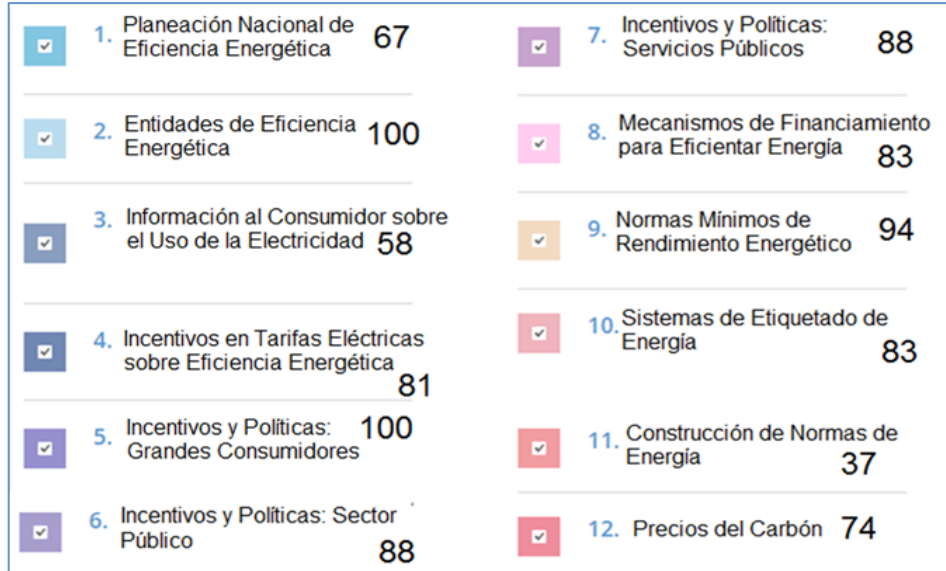 1. Planeación Nacional de
Eficiencia Energética 67
2. Entidades de Eficiencia
Energética 100
3. Información al Consumidor sobre
el Uso de la Electricidad 58
4. Incentivos en Tarifas Eléctricas
sobre Eficiencia Energética
81
5. Incentivos y Políticas: 100
Grandes Consumidores
6. Incentivos y Políticas: Sector
Público
88
7. Incentivos y Políticas:
Servicios Públicos 88
8. Mecanismos de Financiamiento
para Eficientar Energía
83
9. Normas Mínimos de
Rendimiento Energético 94
10. Sistemas de Etiquetado de
Energía
83
11. Construcción de Normas de
Energía
37
12. Precios del Carbón 74